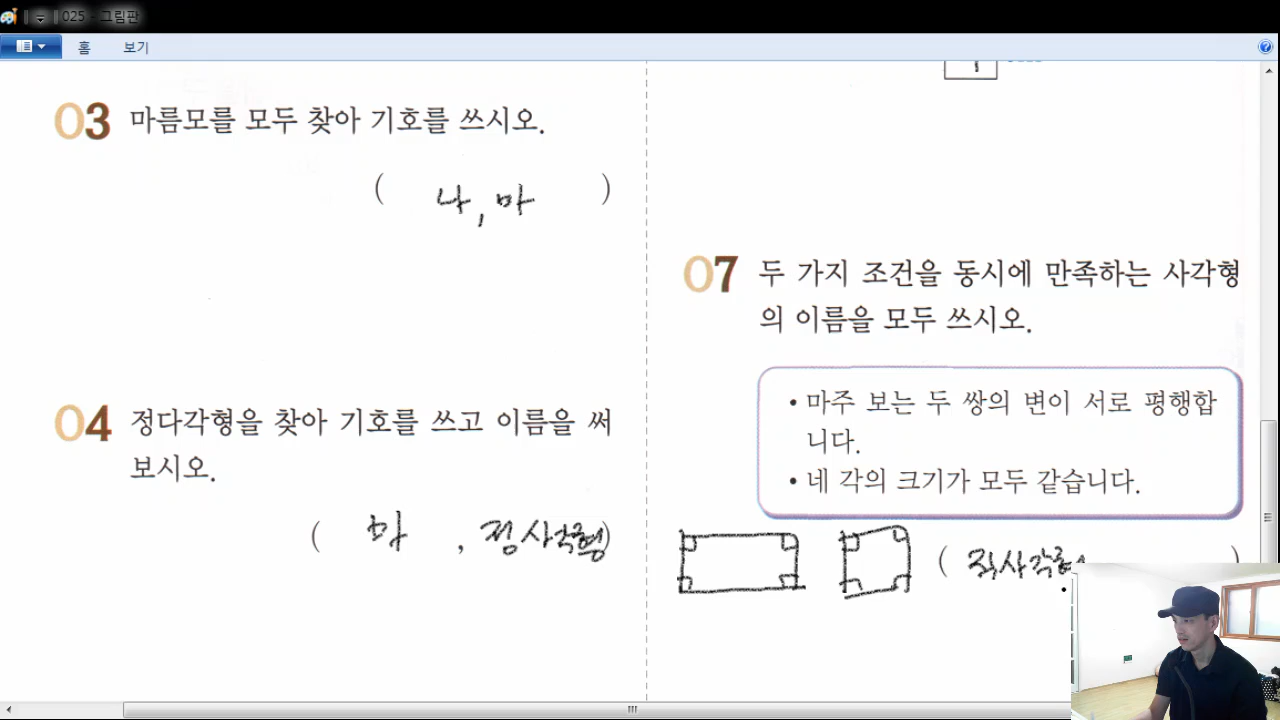 025 - 그림판
홈 보기
03 마름모를 모두 찾아 기호를 쓰시오.
( 나, 마 )
04 정다각형을 찾아 기호를 쓰고 이름을 써
보시오.
( 마 , 정사각형)
07 두 가지 조건을 동시에 만족하는 사각형
의 이름을 모두 쓰시오.
• 마주 보는 두 쌍의 변이 서로 평행합
니다.
• 네 각의 크기가 모두 같습니다.
( 직사각형 )